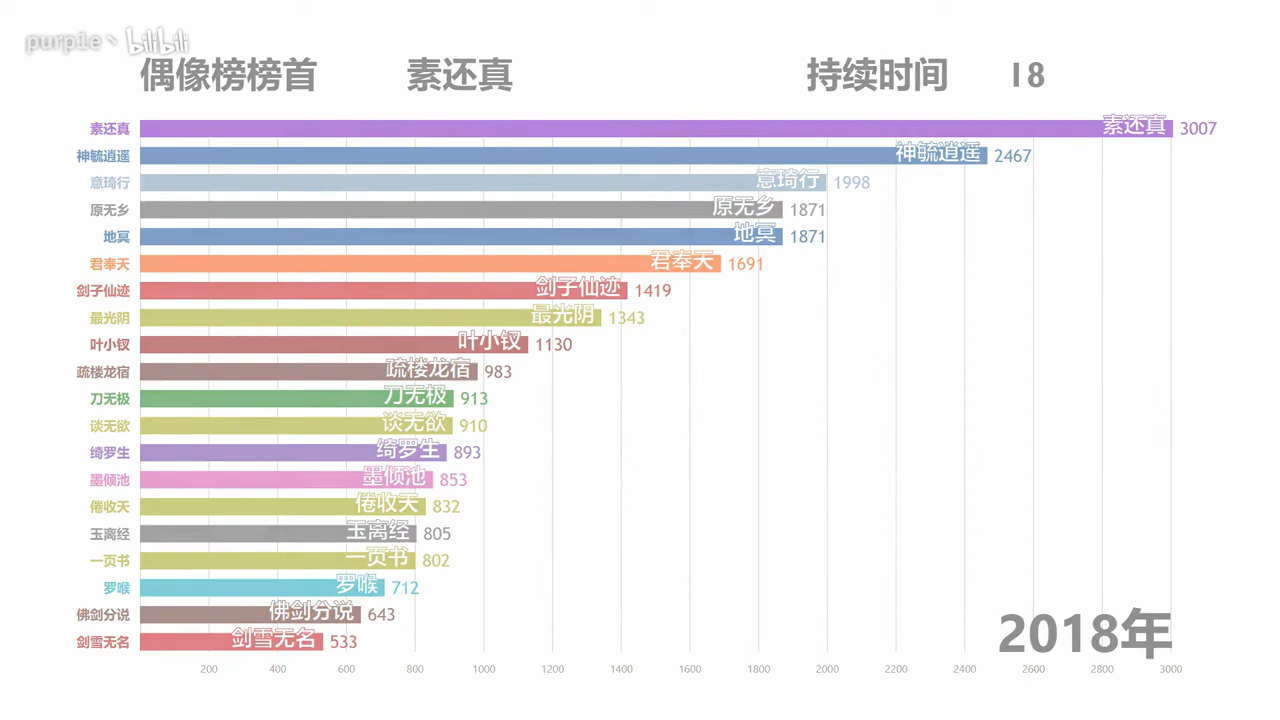 purpie丶 bilibili
偶像榜榜首 素还真 持续时间 18
素还真 素还真 3007
神毓逍遥 神毓逍遥 2467
意琦行 意琦行 1998
原无乡 原无乡 1871
地冥 地冥 1871
君奉天 君奉天 1691
剑子仙迹 剑子仙迹 1419
最光阴 最光阴 1343
叶小钗 叶小钗 1130
疏楼龙宿 疏楼龙宿 983
刀无极 刀无极 913
谈无欲 谈无欲 910
绮罗生 绮罗生 893
墨倾池 墨倾池 853
倦收天 倦收天 832
玉离经 玉离经 805
一页书 一页书 802
罗喉 罗喉 712
佛剑分说 佛剑分说 643
剑雪无名 剑雪无名 533
2018年
200 400 600 800 1000 1200 1400 1600 1800 2000 2200 2400 2600 2800 3000